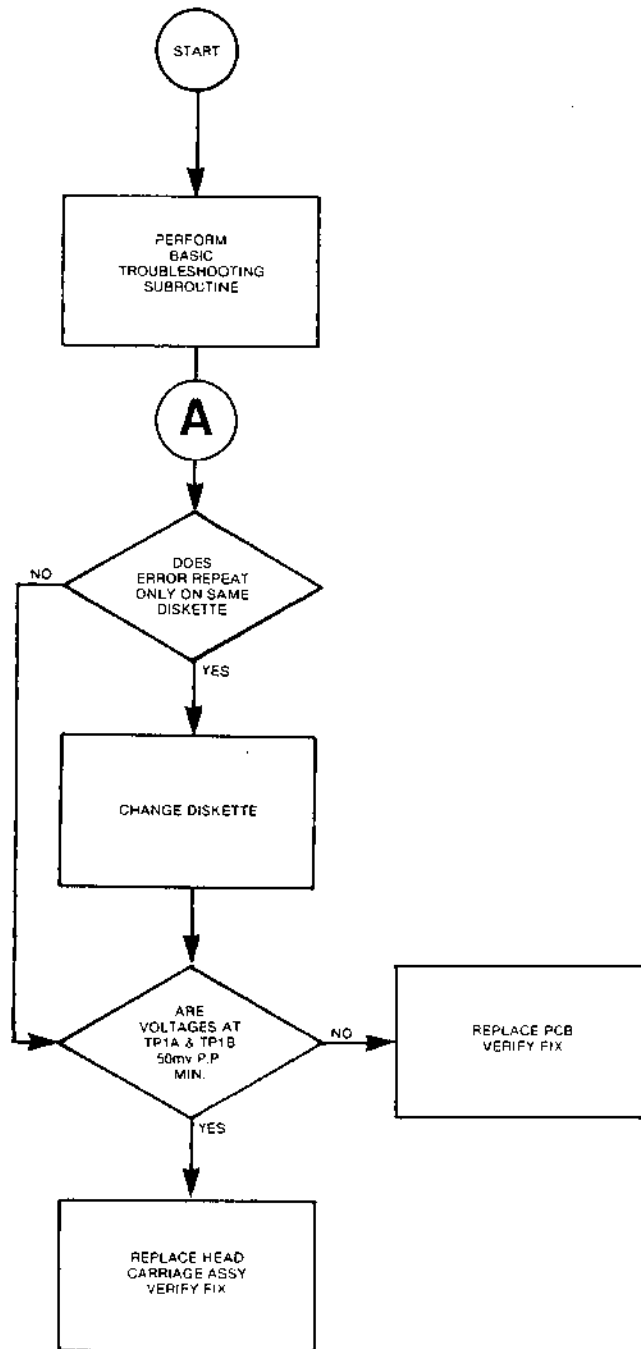 START
PERFORM
BASIC
TROUBLESHOOTING
SUBROUTINE
A
DOES
ERROR REPEAT
ONLY ON SAME
DISKETTE
NO
YES
CHANGE DISKETTE
ARE
VOLTAGES AT
TP1A & TP1B
50mv P.P
MIN.
NO
REPLACE PCB
VERIFY FIX
YES
REPLACE HEAD
CARRIAGE ASSY
VERIFY FIX